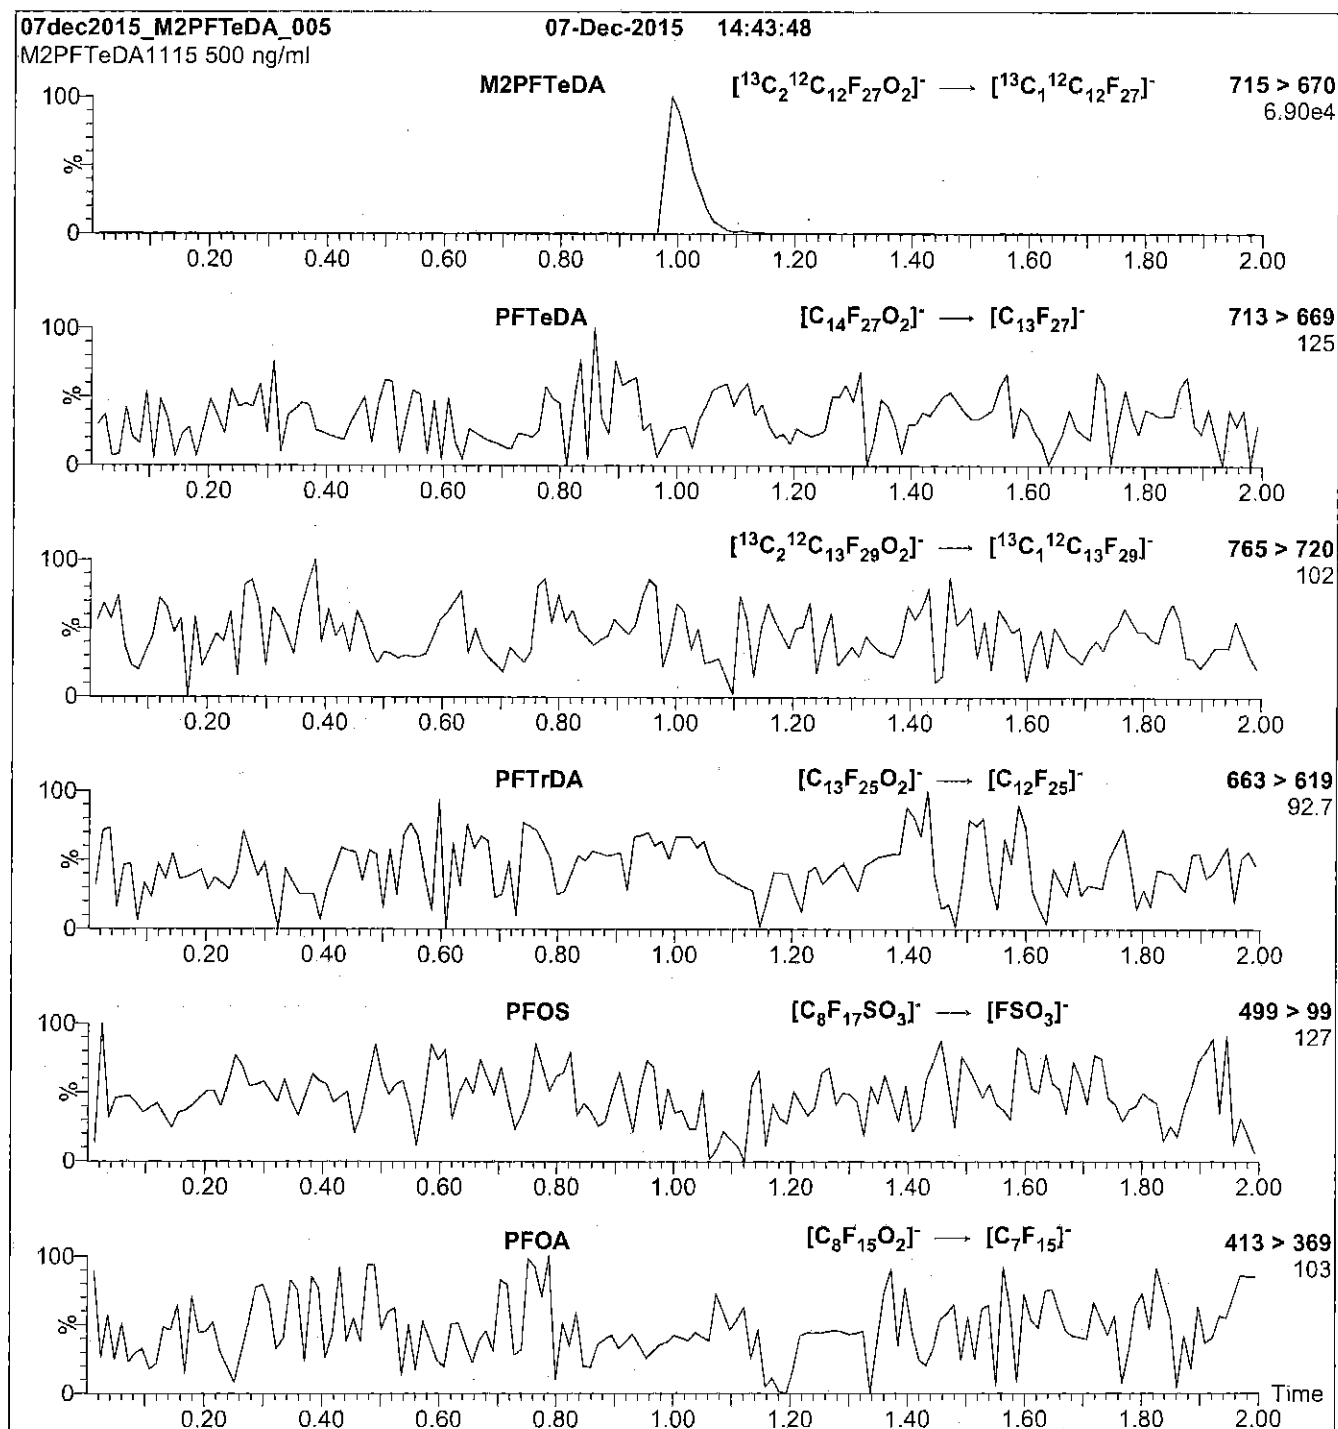 07dec2015_M2PFTeDA_005 07-Dec-2015 14:43:48
M2PFTeDA1115 500 ng/ml
M2PFTeDA [¹³C₂¹²C₁₂F₂₇O₂]⁻ → [¹³C₁¹²C₁₂F₂₇]⁻ 715 > 670
6.90e4
100
%
0
0.20 0.40 0.60 0.80 1.00 1.20 1.40 1.60 1.80 2.00
PFTeDA [C₁₄F₂₇O₂]⁻ → [C₁₃F₂₇]⁻ 713 > 669
125
100
%
0
0.20 0.40 0.60 0.80 1.00 1.20 1.40 1.60 1.80 2.00
[¹³C₂¹²C₁₃F₂₉O₂]⁻ → [¹³C₁¹²C₁₃F₂₉]⁻ 765 > 720
102
100
%
0
0.20 0.40 0.60 0.80 1.00 1.20 1.40 1.60 1.80 2.00
PFTrDA [C₁₃F₂₅O₂]⁻ → [C₁₂F₂₅]⁻ 663 > 619
92.7
100
%
0
0.20 0.40 0.60 0.80 1.00 1.20 1.40 1.60 1.80 2.00
PFOS [C₈F₁₇SO₃]⁻ → [FSO₃]⁻ 499 > 99
127
100
%
0
0.20 0.40 0.60 0.80 1.00 1.20 1.40 1.60 1.80 2.00
PFOA [C₈F₁₅O₂]⁻ → [C₇F₁₅]⁻ 413 > 369
103
100
%
0
Time
0.20 0.40 0.60 0.80 1.00 1.20 1.40 1.60 1.80 2.00